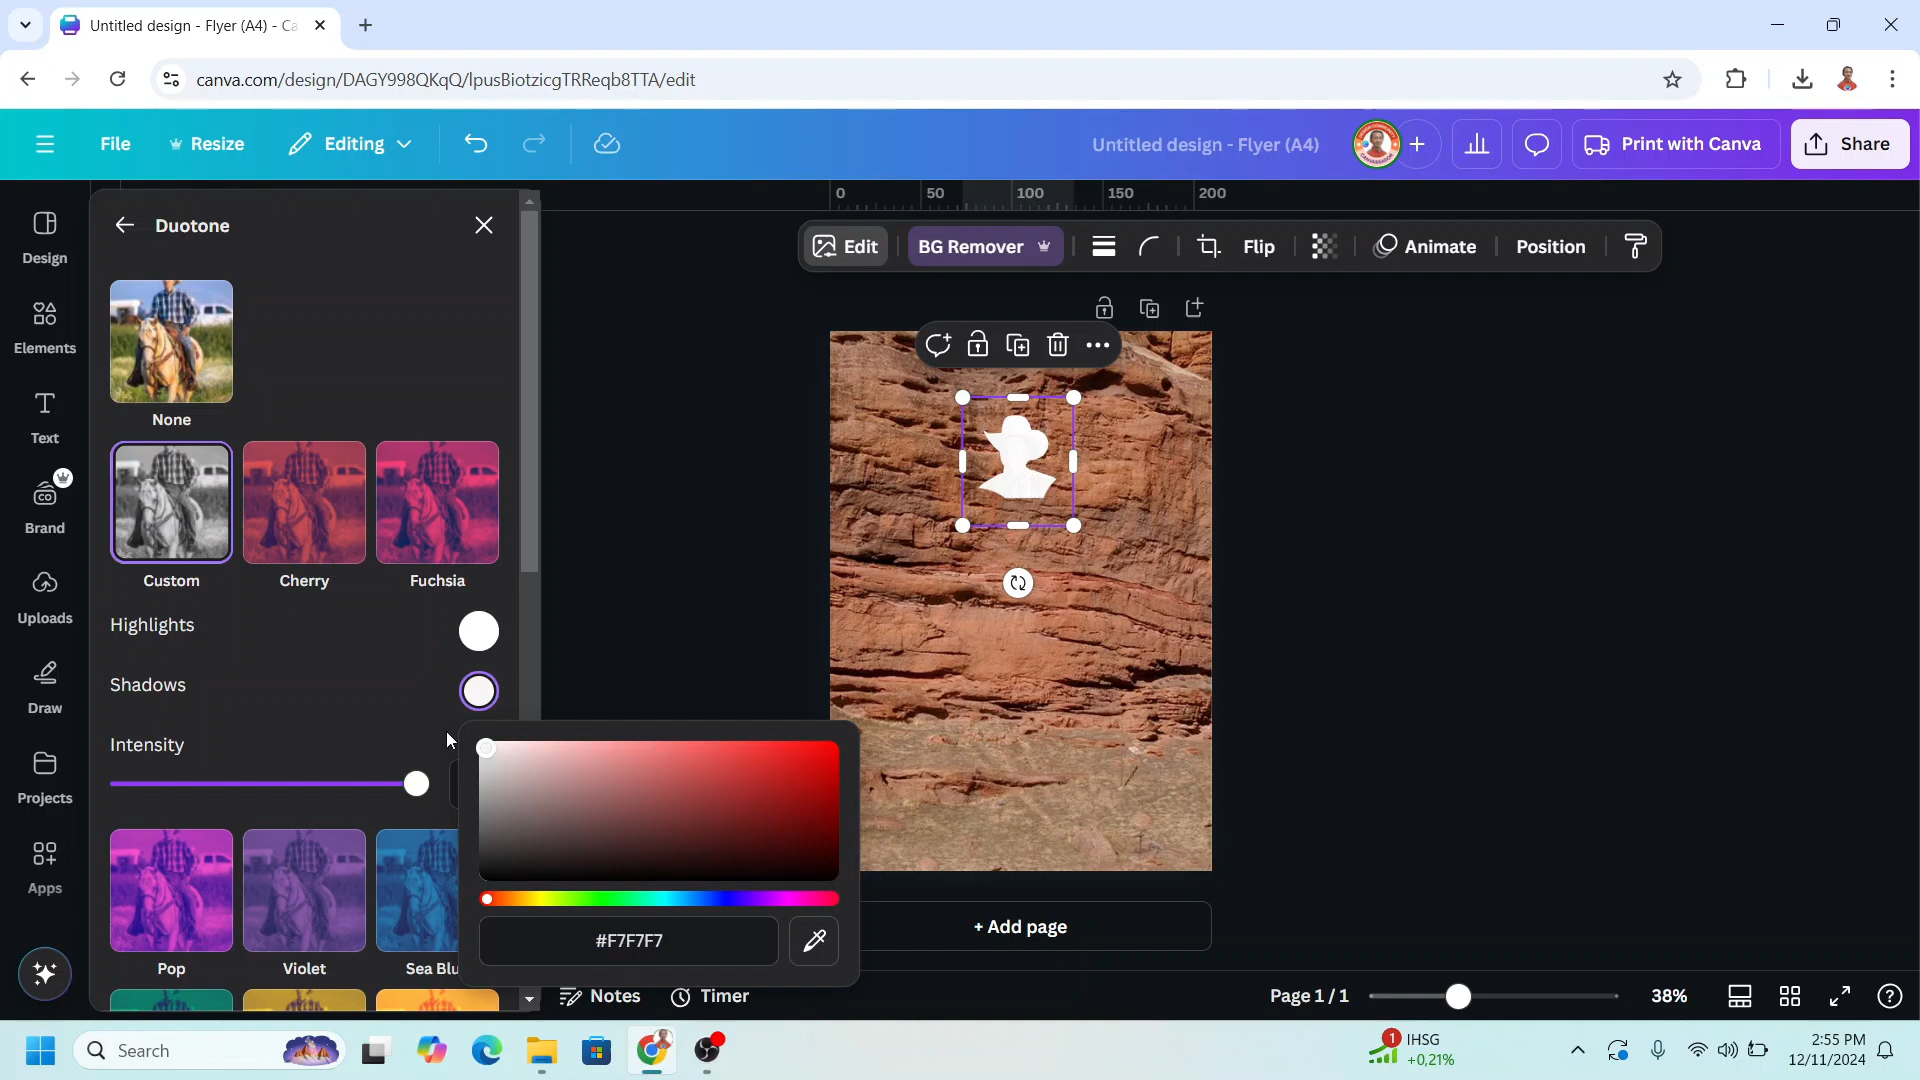 Untitled design - Flyer (A4) - Ca
canva.com/design/DAGY998QKqQ/lpusBiotzicgTRReqb8TTA/edit
File
Resize
Editing
Untitled design - Flyer (A4)
Print with Canva
Share
0 50 100 150 200
Design
Elements
Text
Brand
Uploads
Draw
Projects
Apps
Duotone
None
Custom
Cherry
Fuchsia
Highlights
Shadows
Intensity
Pop
Violet
Sea Blu
#F7F7F7
Edit
BG Remover
Flip
Animate
Position
+ Add page
Notes
Timer
Page 1 / 1
38%
Search
1
IHSG
+0,21%
2:55 PM
12/11/2024